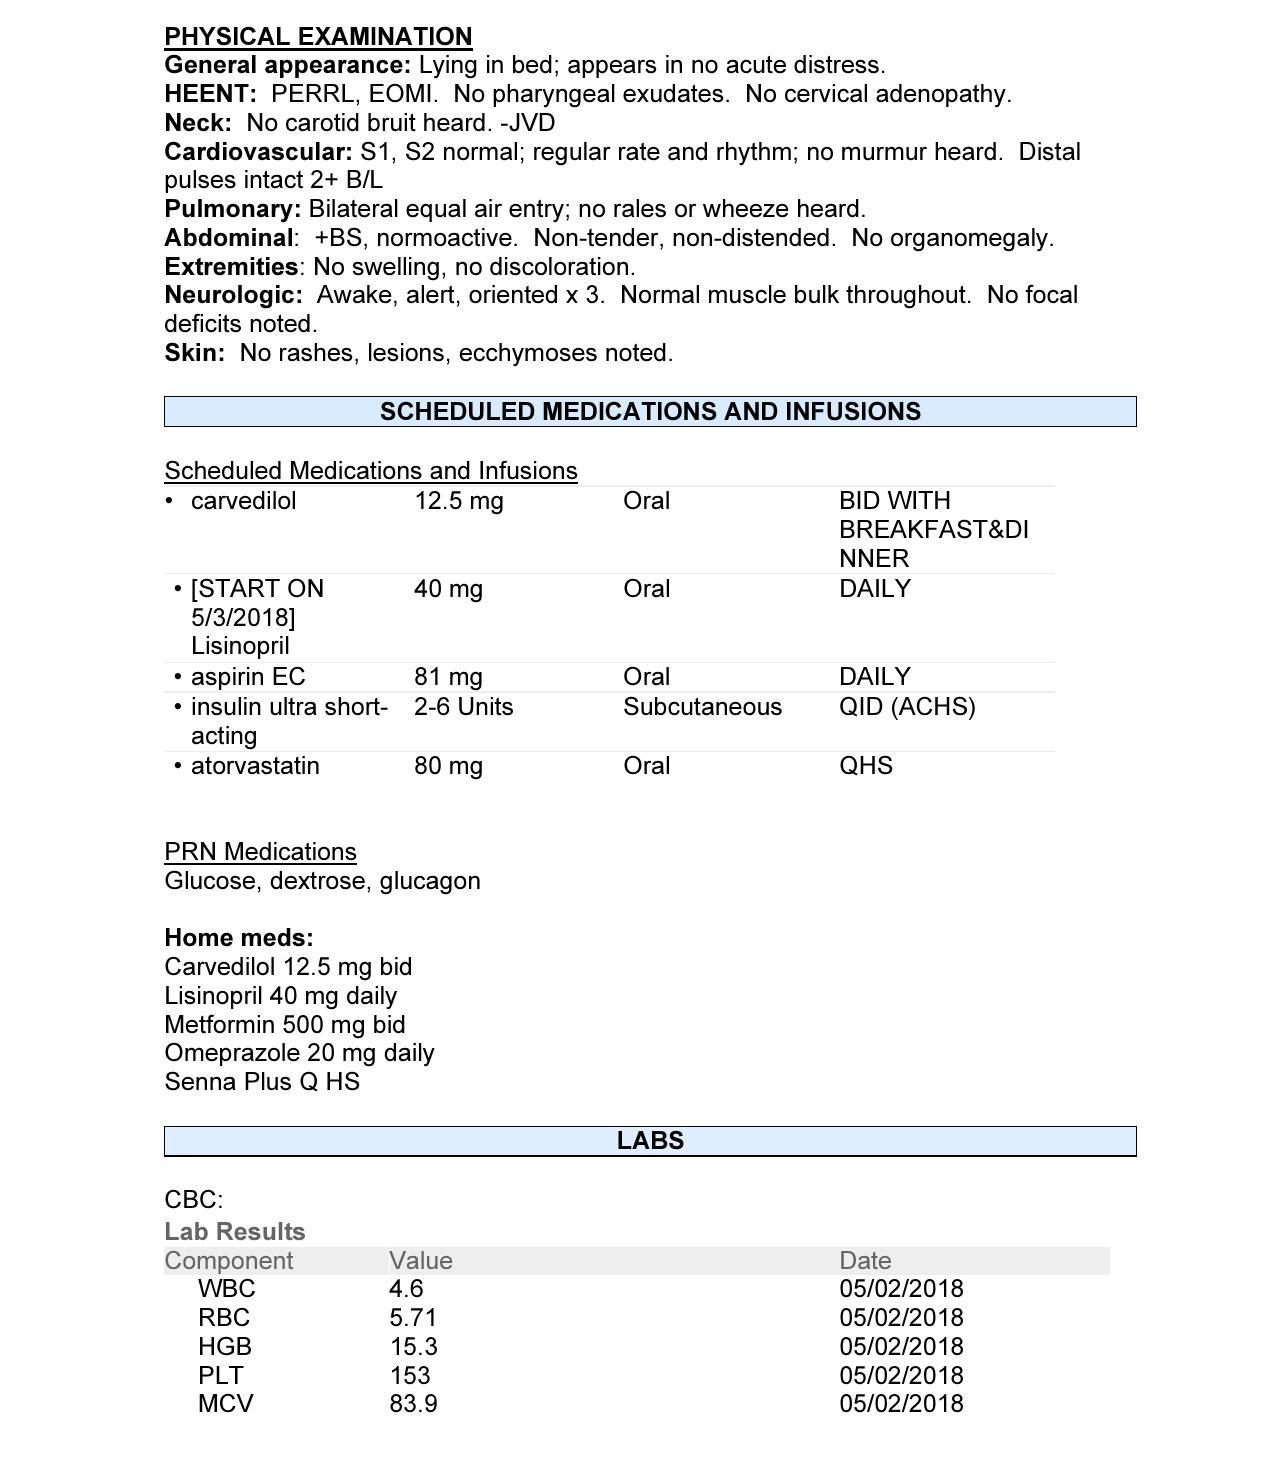 PHYSICAL EXAMINATION
General appearance: Lying in bed; appears in no acute distress.
HEENT:  PERRL, EOMI.  No pharyngeal exudates.  No cervical adenopathy.
Neck:  No carotid bruit heard. -JVD
Cardiovascular: S1, S2 normal; regular rate and rhythm; no murmur heard.  Distal
pulses intact 2+ B/L
Pulmonary: Bilateral equal air entry; no rales or wheeze heard.
Abdominal:  +BS, normoactive.  Non-tender, non-distended.  No organomegaly.
Extremities: No swelling, no discoloration.
Neurologic:  Awake, alert, oriented x 3.  Normal muscle bulk throughout.  No focal
deficits noted.
Skin:  No rashes, lesions, ecchymoses noted.
SCHEDULED MEDICATIONS AND INFUSIONS
Scheduled Medications and Infusions
• carvedilol 12.5 mg Oral BID WITH
BREAKFAST&DI
NNER
• [START ON 40 mg Oral DAILY
5/3/2018]
Lisinopril
• aspirin EC 81 mg Oral DAILY
• insulin ultra short- 2-6 Units Subcutaneous QID (ACHS)
acting
• atorvastatin 80 mg Oral QHS
PRN Medications
Glucose, dextrose, glucagon
Home meds:
Carvedilol 12.5 mg bid
Lisinopril 40 mg daily
Metformin 500 mg bid
Omeprazole 20 mg daily
Senna Plus Q HS
LABS
CBC:
Lab Results
Component Value Date
WBC 4.6 05/02/2018
RBC 5.71 05/02/2018
HGB 15.3 05/02/2018
PLT 153 05/02/2018
MCV 83.9 05/02/2018